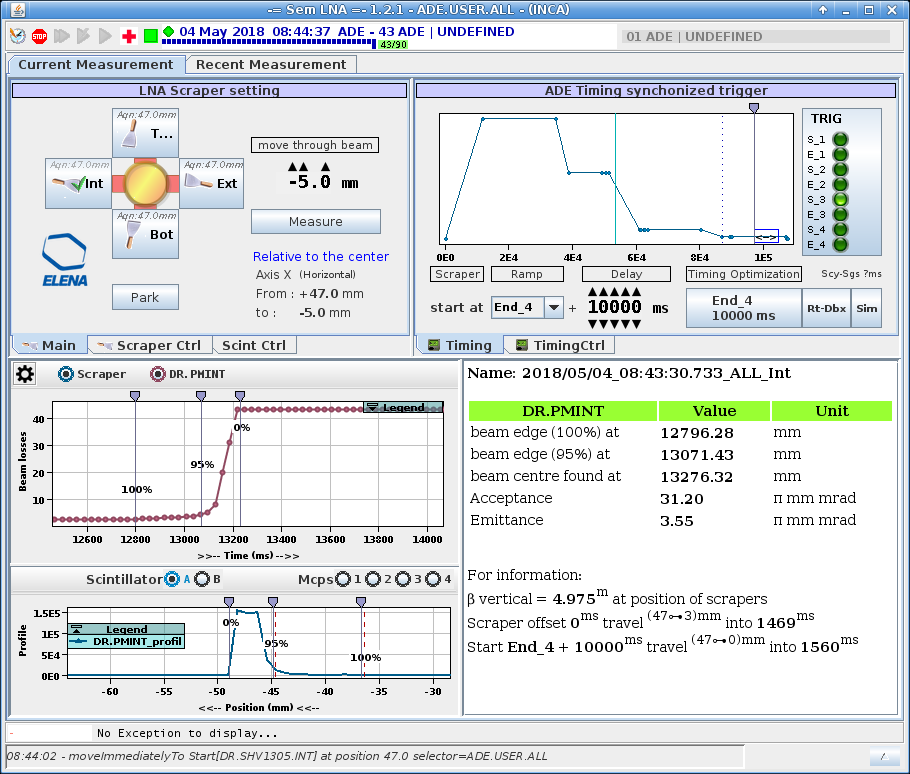 -= Sem LNA =- - 1.2.1 - ADE.USER.ALL - (INCA)
STOP
04 May 2018 08:44:37 ADE - 43 ADE | UNDEFINED
43/90
01 ADE | UNDEFINED
Current Measurement
Recent Measurement
LNA Scraper setting
Aqn:47.0mm
T...
Aqn:47.0mm
Int
Aqn:47.0mm
Ext
Aqn:47.0mm
Bot
ELENA
Park
move through beam
-5.0 mm
Measure
Relative to the center
Axis X (Horizontal)
From : +47.0 mm
to : -5.0 mm
Main
Scraper Ctrl
Scint Ctrl
ADE Timing synchonized trigger
0E0 2E4 4E4 6E4 8E4 1E5
TRIG
S_1
E_1
S_2
E_2
S_3
E_3
S_4
E_4
Scraper
Ramp
Delay
Timing Optimization
Scy-Sgs ?ms
start at End_4 + 10000 ms
End_4
10000 ms
Rt-Dbx
Sim
Timing
TimingCtrl
Scraper
DR.PMINT
Legend
Beam losses
40
30
20
10
100%
95%
0%
12600 12800 13000 13200 13400 13600 13800 14000
>>-- Time (ms) -->>
Scintillator A B
Mcps 1 2 3 4
Profile
1.5E5
1E5
5E4
0E0
Legend
DR.PMINT_profil
0%
95%
100%
-60 -55 -50 -45 -40 -35 -30
<<-- Position (mm) <<--
Name: 2018/05/04_08:43:30.733_ALL_Int
DR.PMINT Value Unit
beam edge (100%) at 12796.28 mm
beam edge (95%) at 13071.43 mm
beam centre found at 13276.32 mm
Acceptance 31.20 π mm mrad
Emittance 3.55 π mm mrad
For information:
β vertical = 4.975m at position of scrapers
Scraper offset 0ms travel (47⊶3)mm into 1469ms
Start End_4 + 10000ms travel (47⊶0)mm into 1560ms
- No Exception to display...
08:44:02 - moveImmediatelyTo Start[DR.SHV1305.INT] at position 47.0 selector=ADE.USER.ALL